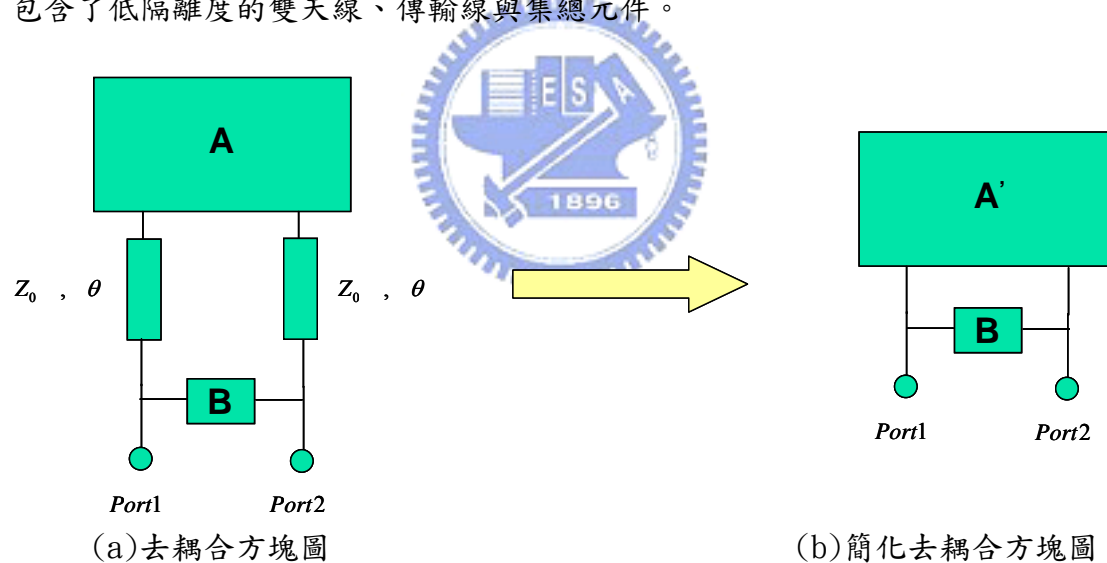 包含了低隔離度的雙天線、傳輸線與集總元件。
E S A
1896
A
Z₀ , θ
Z₀ , θ
B
Port1
Port2
(a)去耦合方塊圖
A’
B
Port1
Port2
(b)簡化去耦合方塊圖